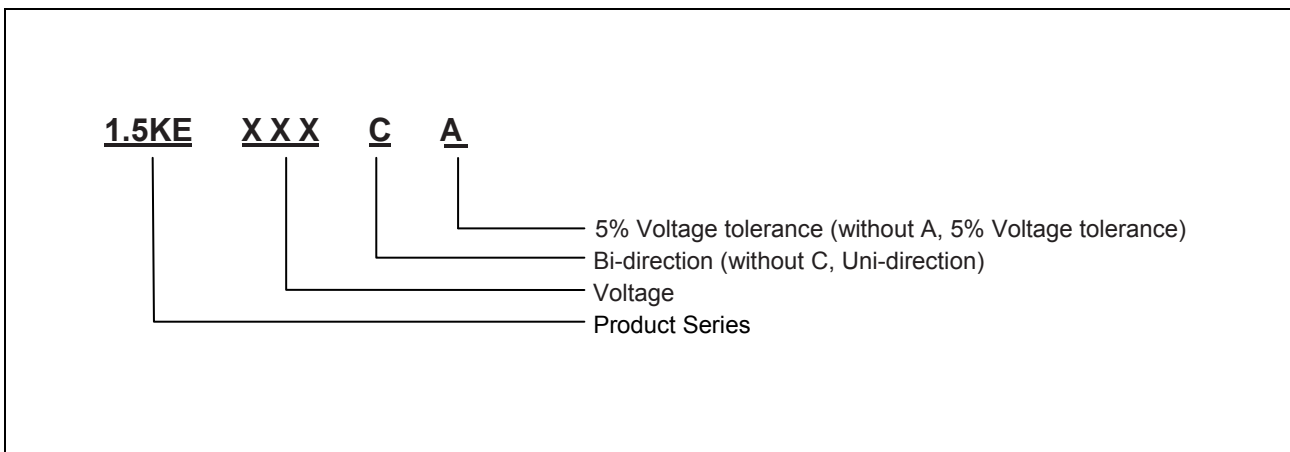 1.5KE X X X C A
5% Voltage tolerance (without A, 5% Voltage tolerance)
Bi-direction (without C, Uni-direction)
Voltage
Product Series